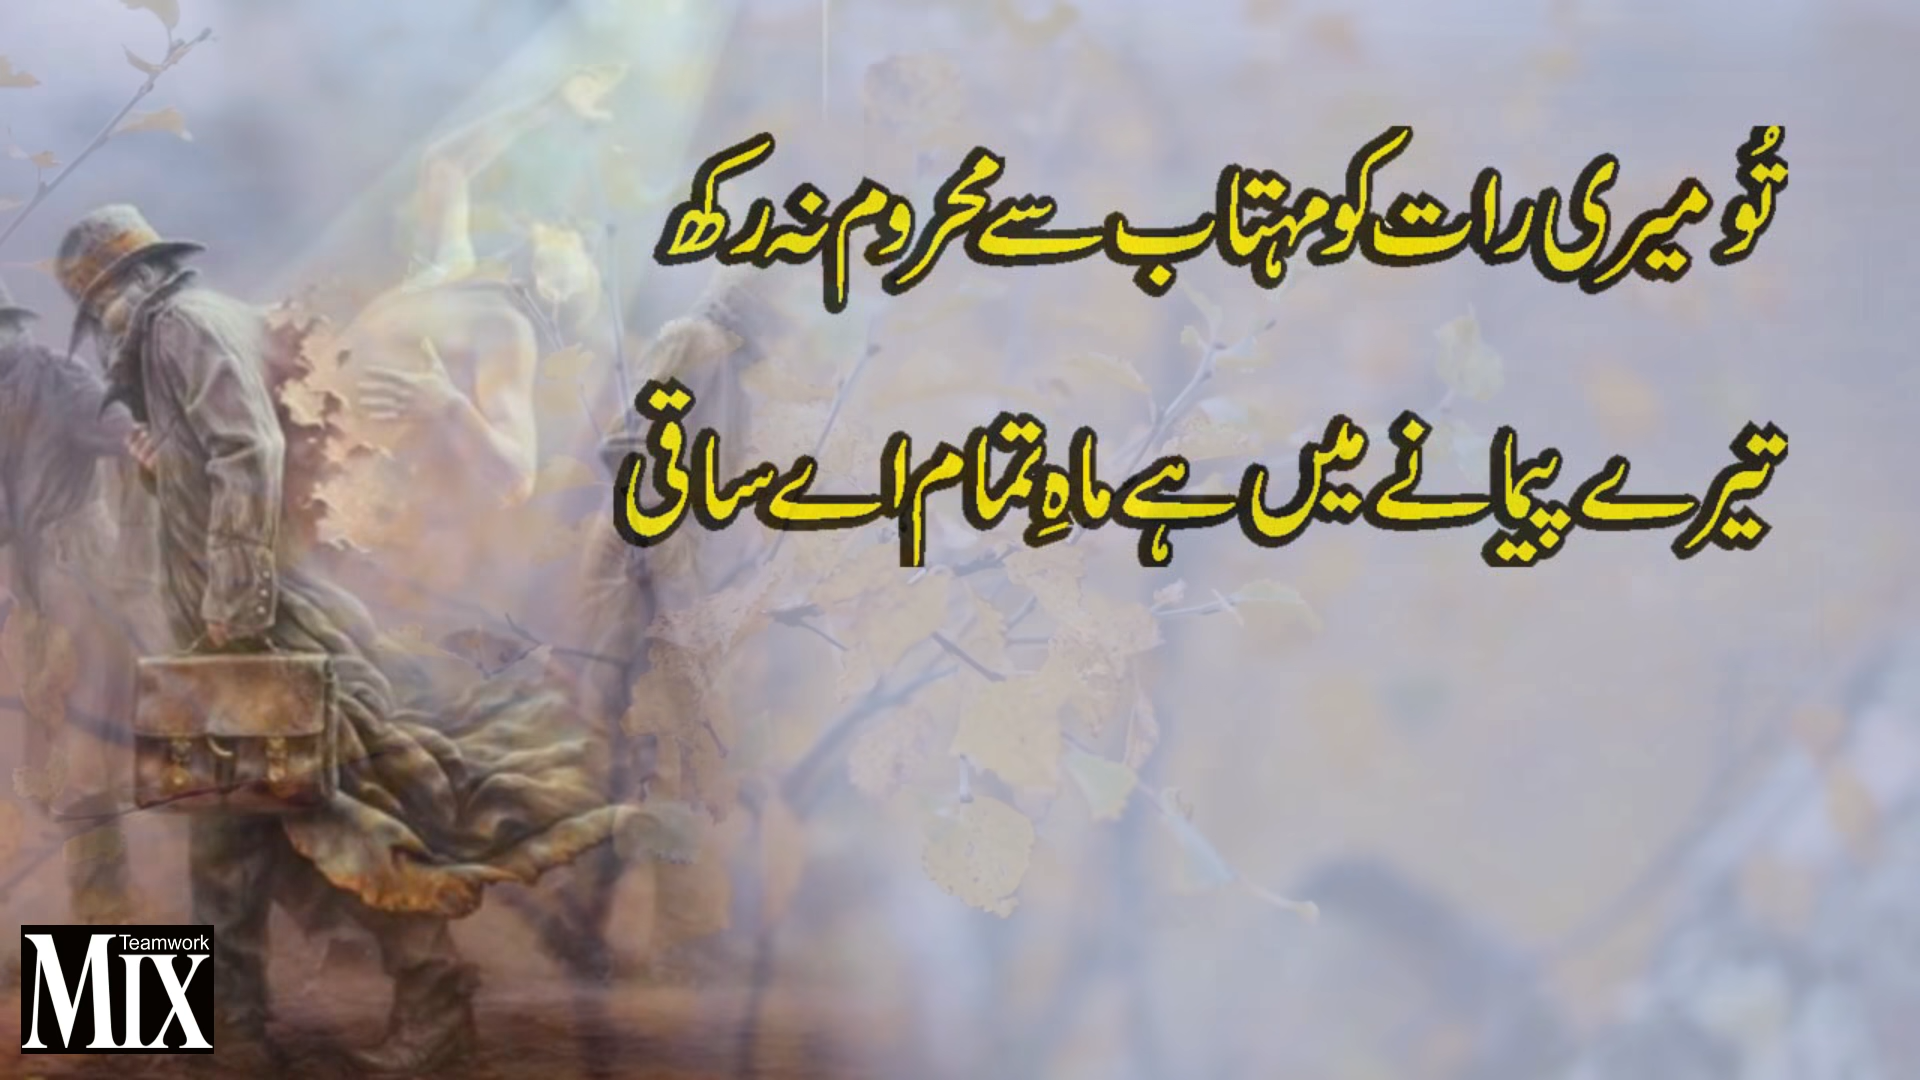 تُو میری رات کو مہتاب سے محروم نہ رکھ
تیرے پیمانے میں ہے ماہِ تمام اے ساقی
Teamwork
MIX